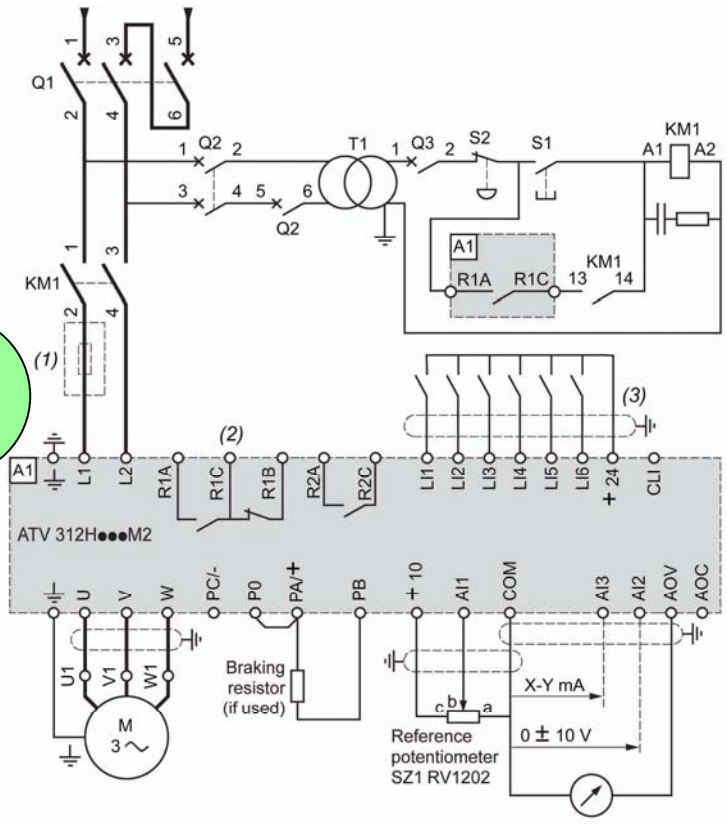 1 3 5
Q1
2 4 6
1 Q2 2 T1 1 Q3 2 S2 S1 KM1
A1 A2
3 4 5 6
Q2
1 3
KM1
2 4
A1
R1A R1C 13 KM1 14
(1)
(2)
(3)
A1 L1 L2 R1A R1C R1B R2A R2C LI1 LI2 LI3 LI4 LI5 LI6 + 24 CLI
ATV 312H●●●M2
U V W PC/- P0 PA/+ PB + 10 AI1 COM AI3 AI2 AOV AOC
U1 V1 W1
M
3 ~
Braking
resistor
(if used)
c b a
Reference
potentiometer
SZ1 RV1202
X-Y mA
0 ± 10 V